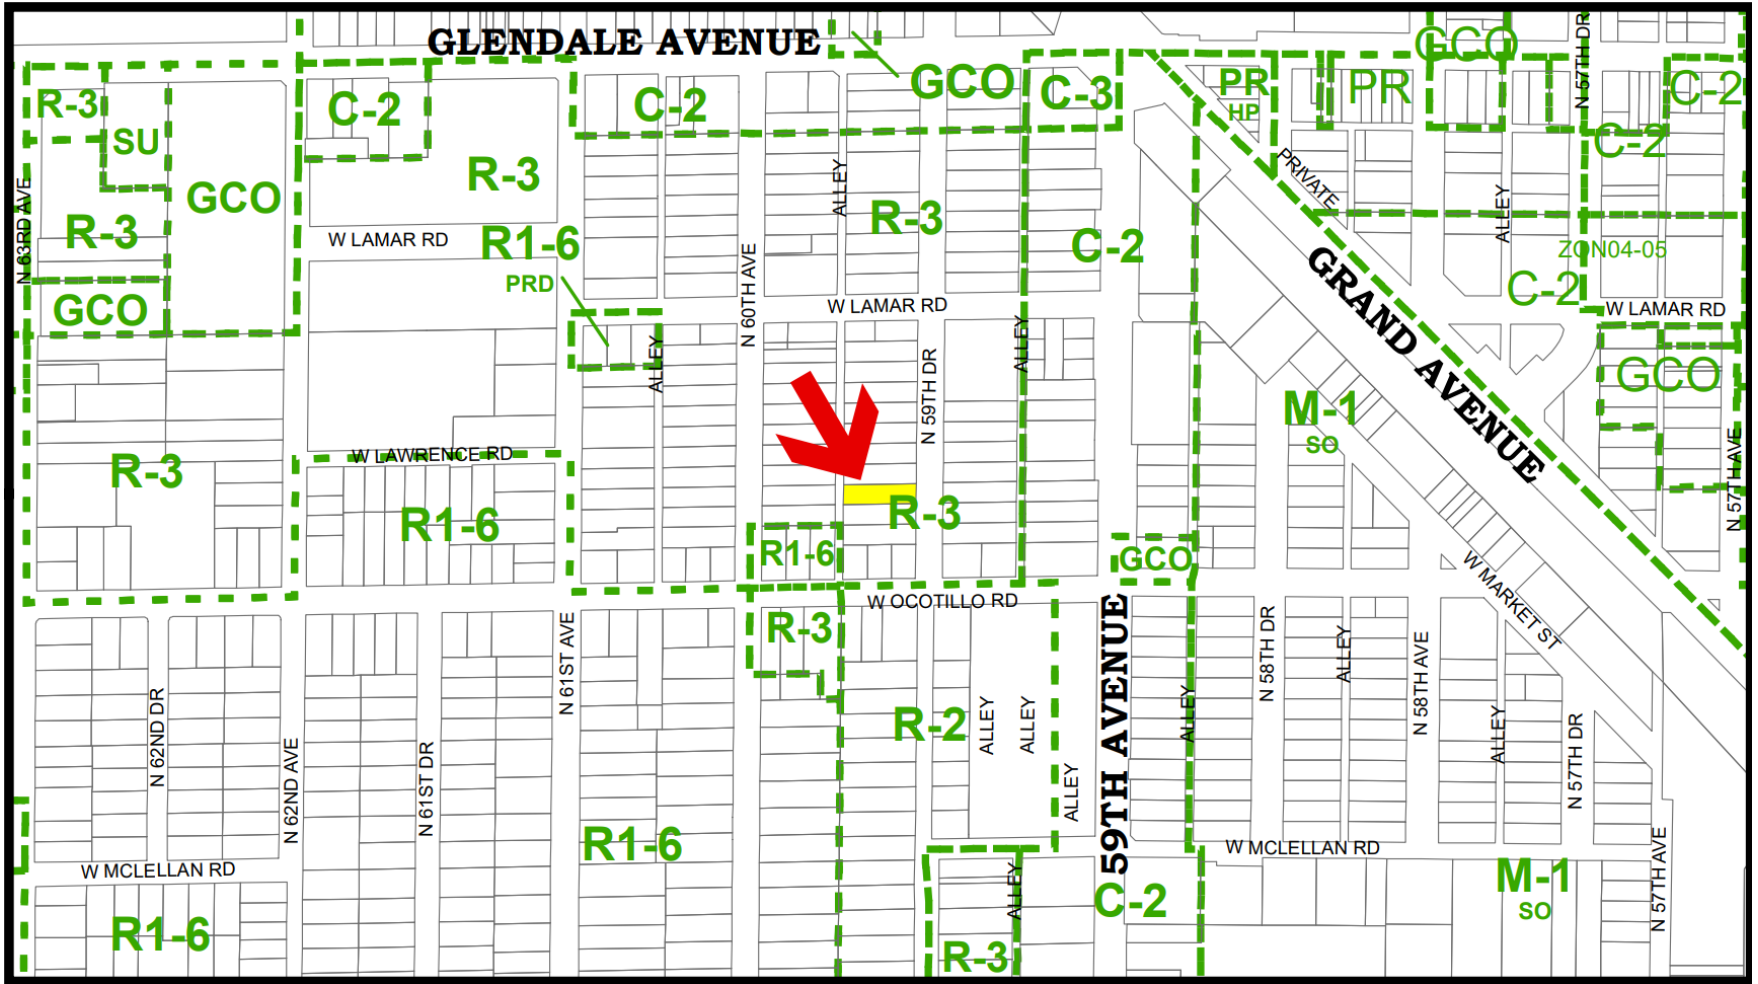 GLENDALE AVENUE
GCO
N 57TH DR
R-3
C-2
C-2
GCO
C-3
PR
HP
PR
C-2
SU
C-2
R-3
GCO
ALLEY
R-3
PRIVATE
ALLEY
N 63RD AVE
R-3
W LAMAR RD
R1-6
PRD
N 60TH AVE
C-2
GRAND AVENUE
ZON04-05
C-2
GCO
W LAMAR RD
W LAMAR RD
ALLEY
ALLEY
N 59TH DR
GCO
M-1
SO
R-3
W LAWRENCE RD
R1-6
R-3
N 57TH AVE
R1-6
GCO
W OCOTILLO RD
W MARKET ST
R-3
N 61ST AVE
59TH AVENUE
N 58TH DR
ALLEY
N 58TH AVE
R-2
ALLEY
ALLEY
ALLEY
ALLEY
N 62ND DR
N 62ND AVE
N 61ST DR
ALLEY
N 57TH DR
R1-6
W MCLELLAN RD
W MCLELLAN RD
M-1
SO
N 57TH AVE
R1-6
ALLEY
C-2
R-3